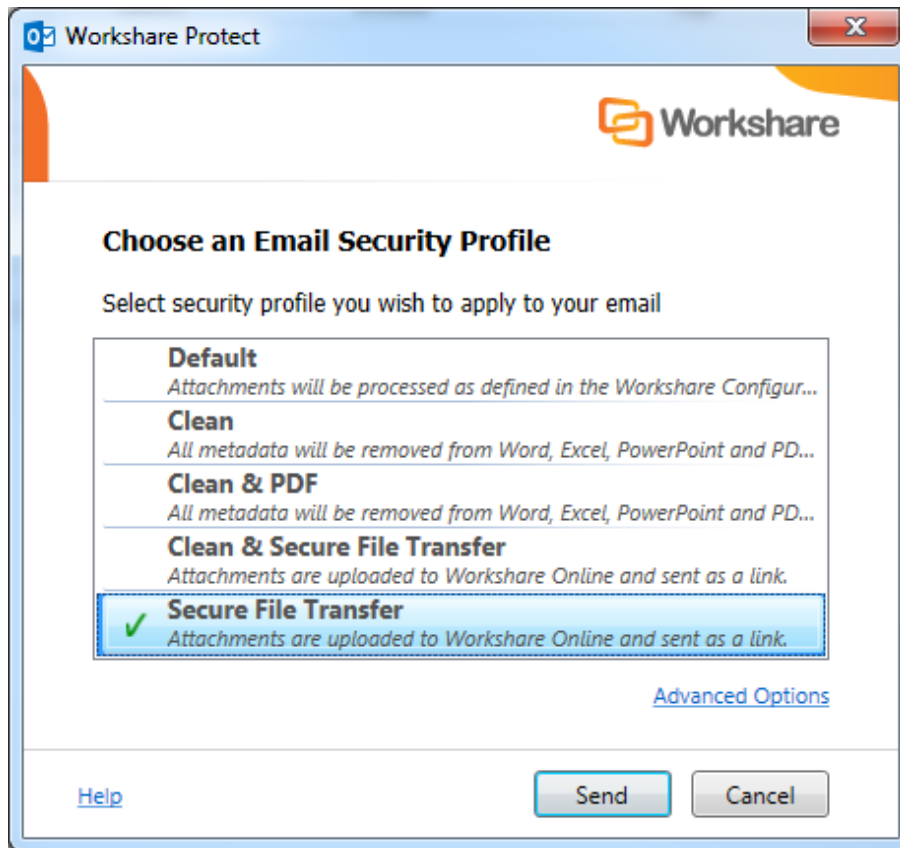 Workshare Protect
Workshare
Choose an Email Security Profile
Select security profile you wish to apply to your email
Default
Attachments will be processed as defined in the Workshare Configur...
Clean
All metadata will be removed from Word, Excel, PowerPoint and PD...
Clean & PDF
All metadata will be removed from Word, Excel, PowerPoint and PD...
Clean & Secure File Transfer
Attachments are uploaded to Workshare Online and sent as a link.
Secure File Transfer
Attachments are uploaded to Workshare Online and sent as a link.
Advanced Options
Help
Send
Cancel